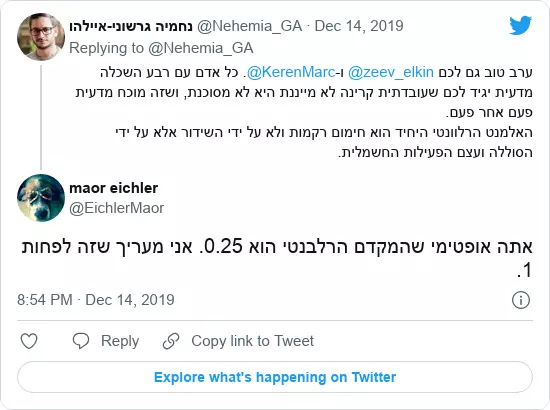 נחמיה גרשוני-איילהו @Nehemia_GA · Dec 14, 2019
Replying to @Nehemia_GA
ערב טוב גם לכם @zeev_elkin ו-@KerenMarc. כל אדם עם רבע השכלה
מדעית יגיד לכם שעובדתית קרינה לא מייננת היא לא מסוכנת, ושזה מוכח מדעית
פעם אחר פעם.
האלמנט הרלוונטי היחיד הוא חימום רקמות ולא על ידי השידור אלא על ידי
הסוללה ועצם הפעילות החשמלית.
maor eichler
@EichlerMaor
אתה אופטימי שהמקדם הרלבנטי הוא 0.25. אני מעריך שזה לפחות
1.
8:54 PM · Dec 14, 2019
Reply Copy link to Tweet
Explore what's happening on Twitter